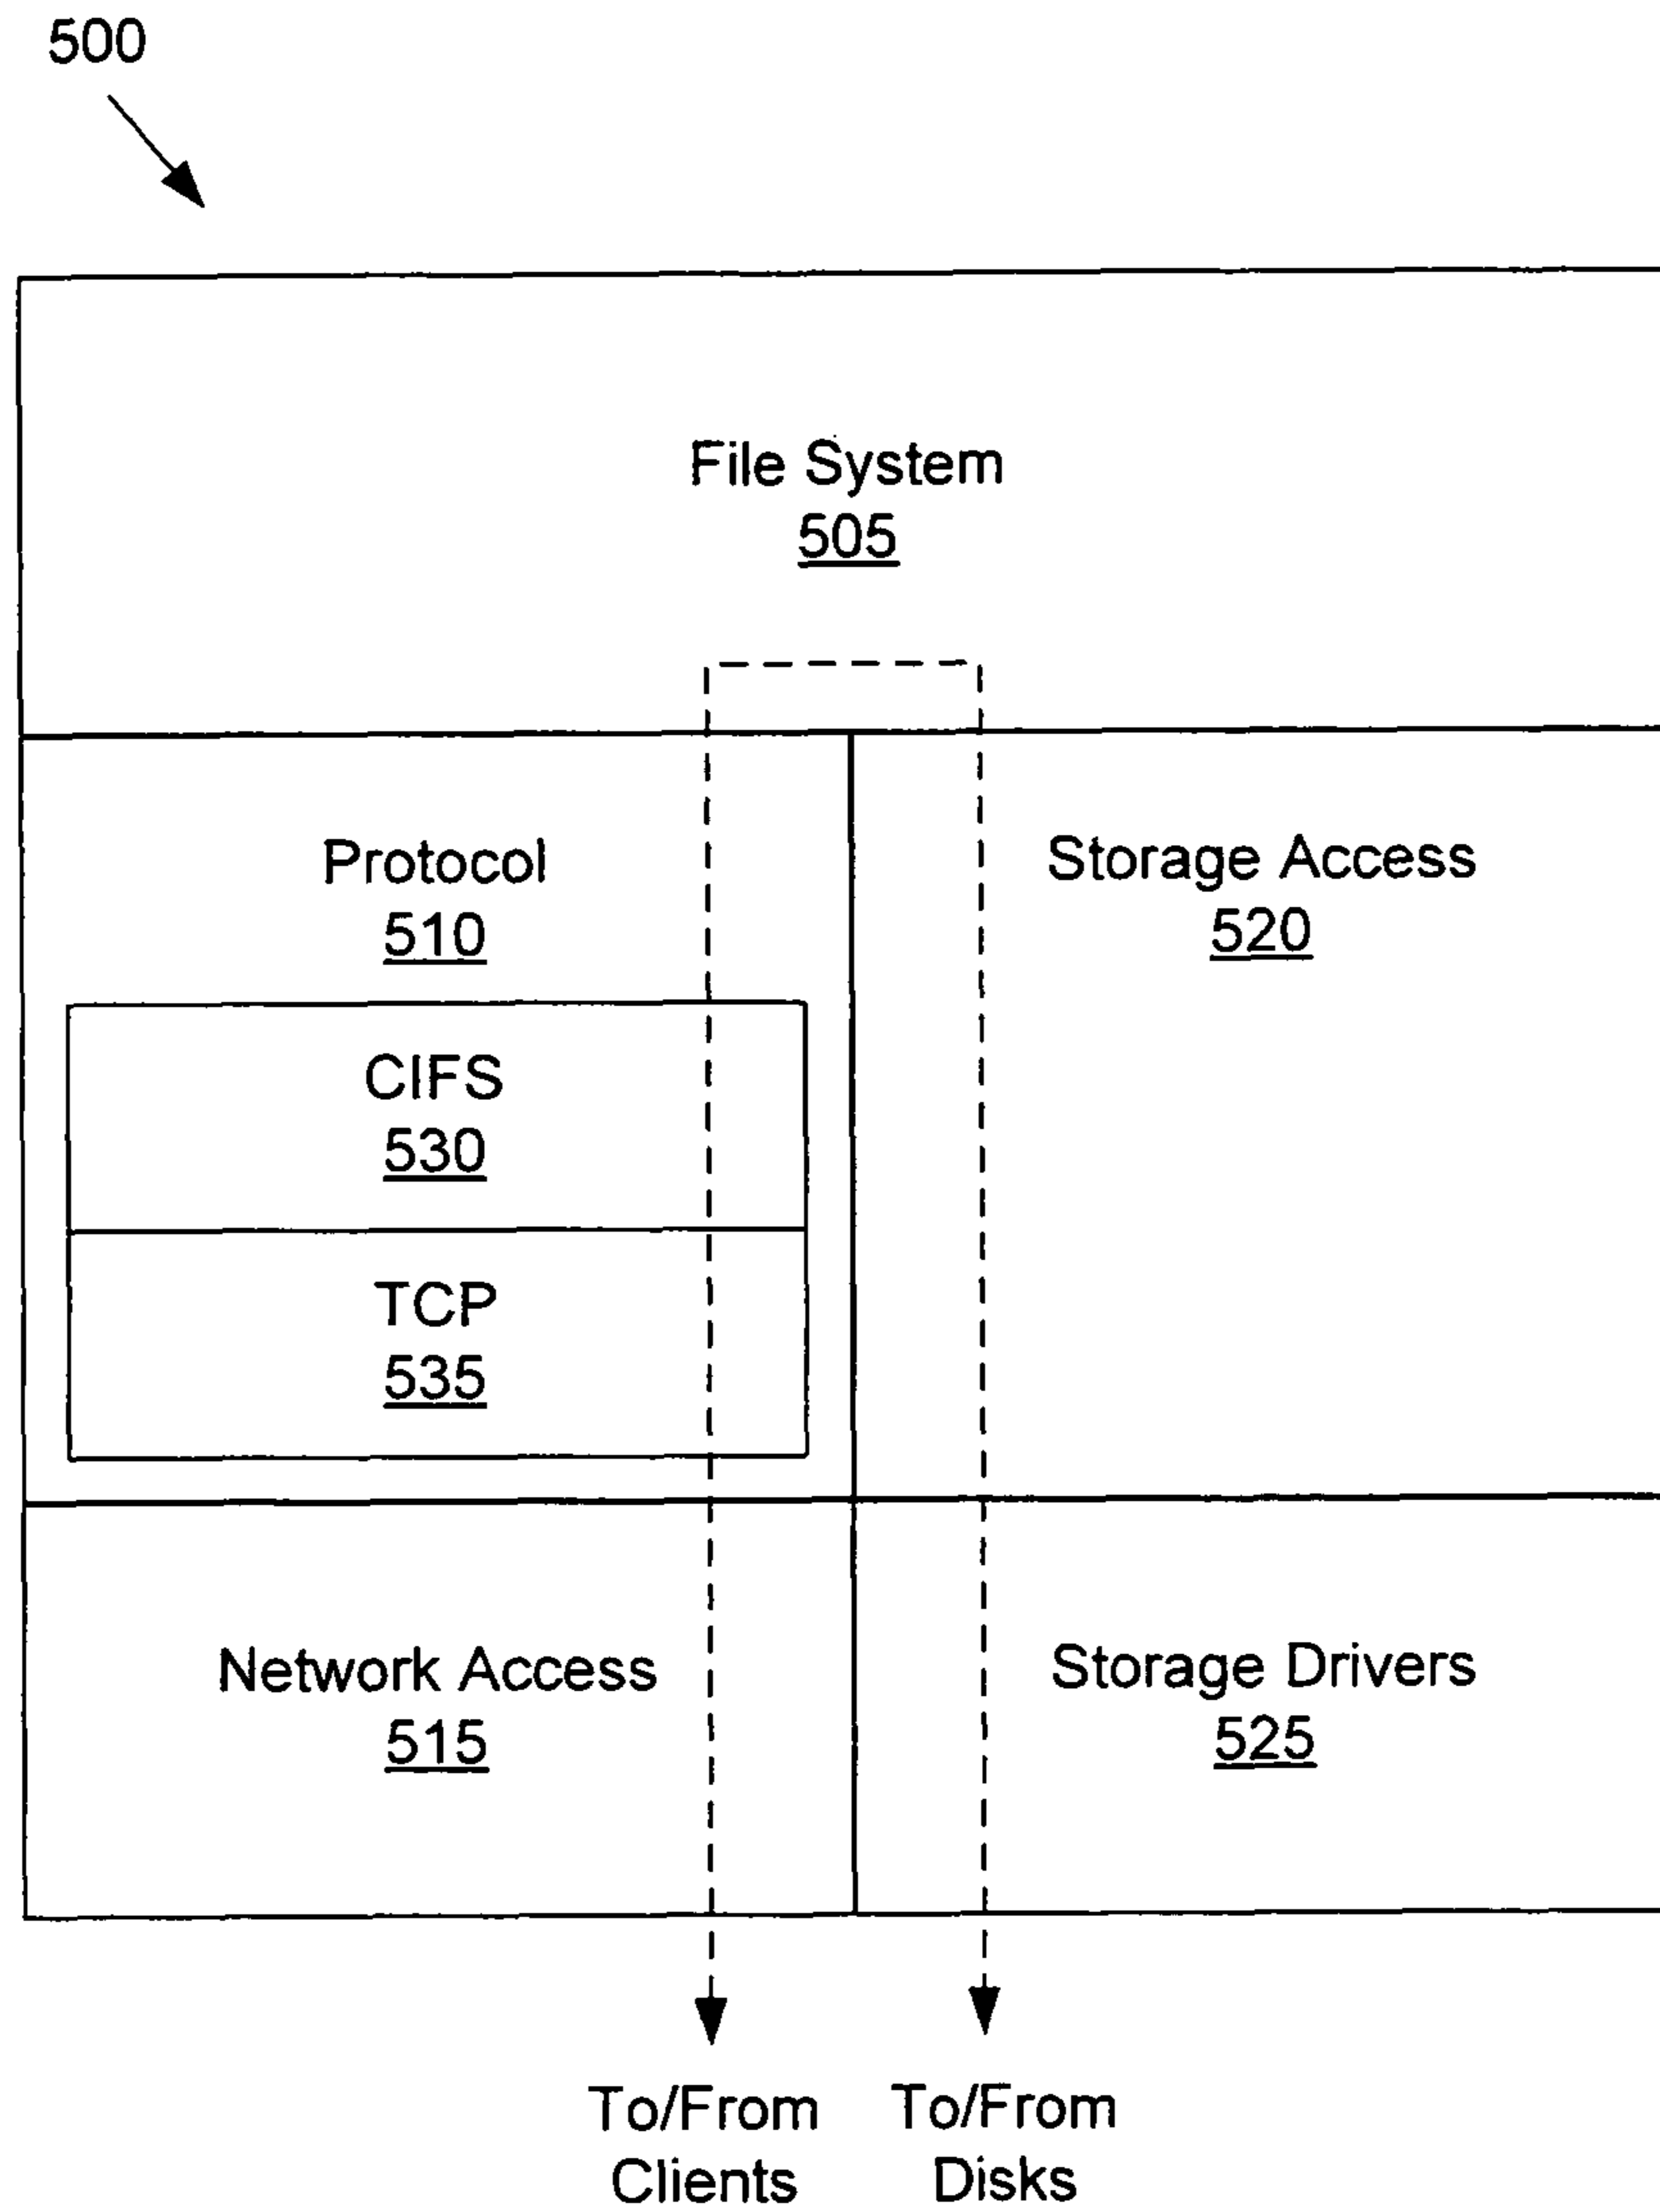 500
File System
505
Protocol
510
Storage Access
520
CIFS
530
TCP
535
Network Access
515
Storage Drivers
525
To/From
Clients
To/From
Disks